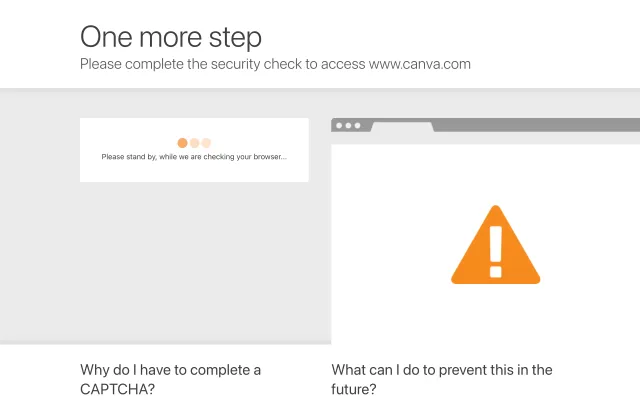 One more step
Please complete the security check to access www.canva.com
Please stand by, while we are checking your browser...
Why do I have to complete a
CAPTCHA?
What can I do to prevent this in the
future?